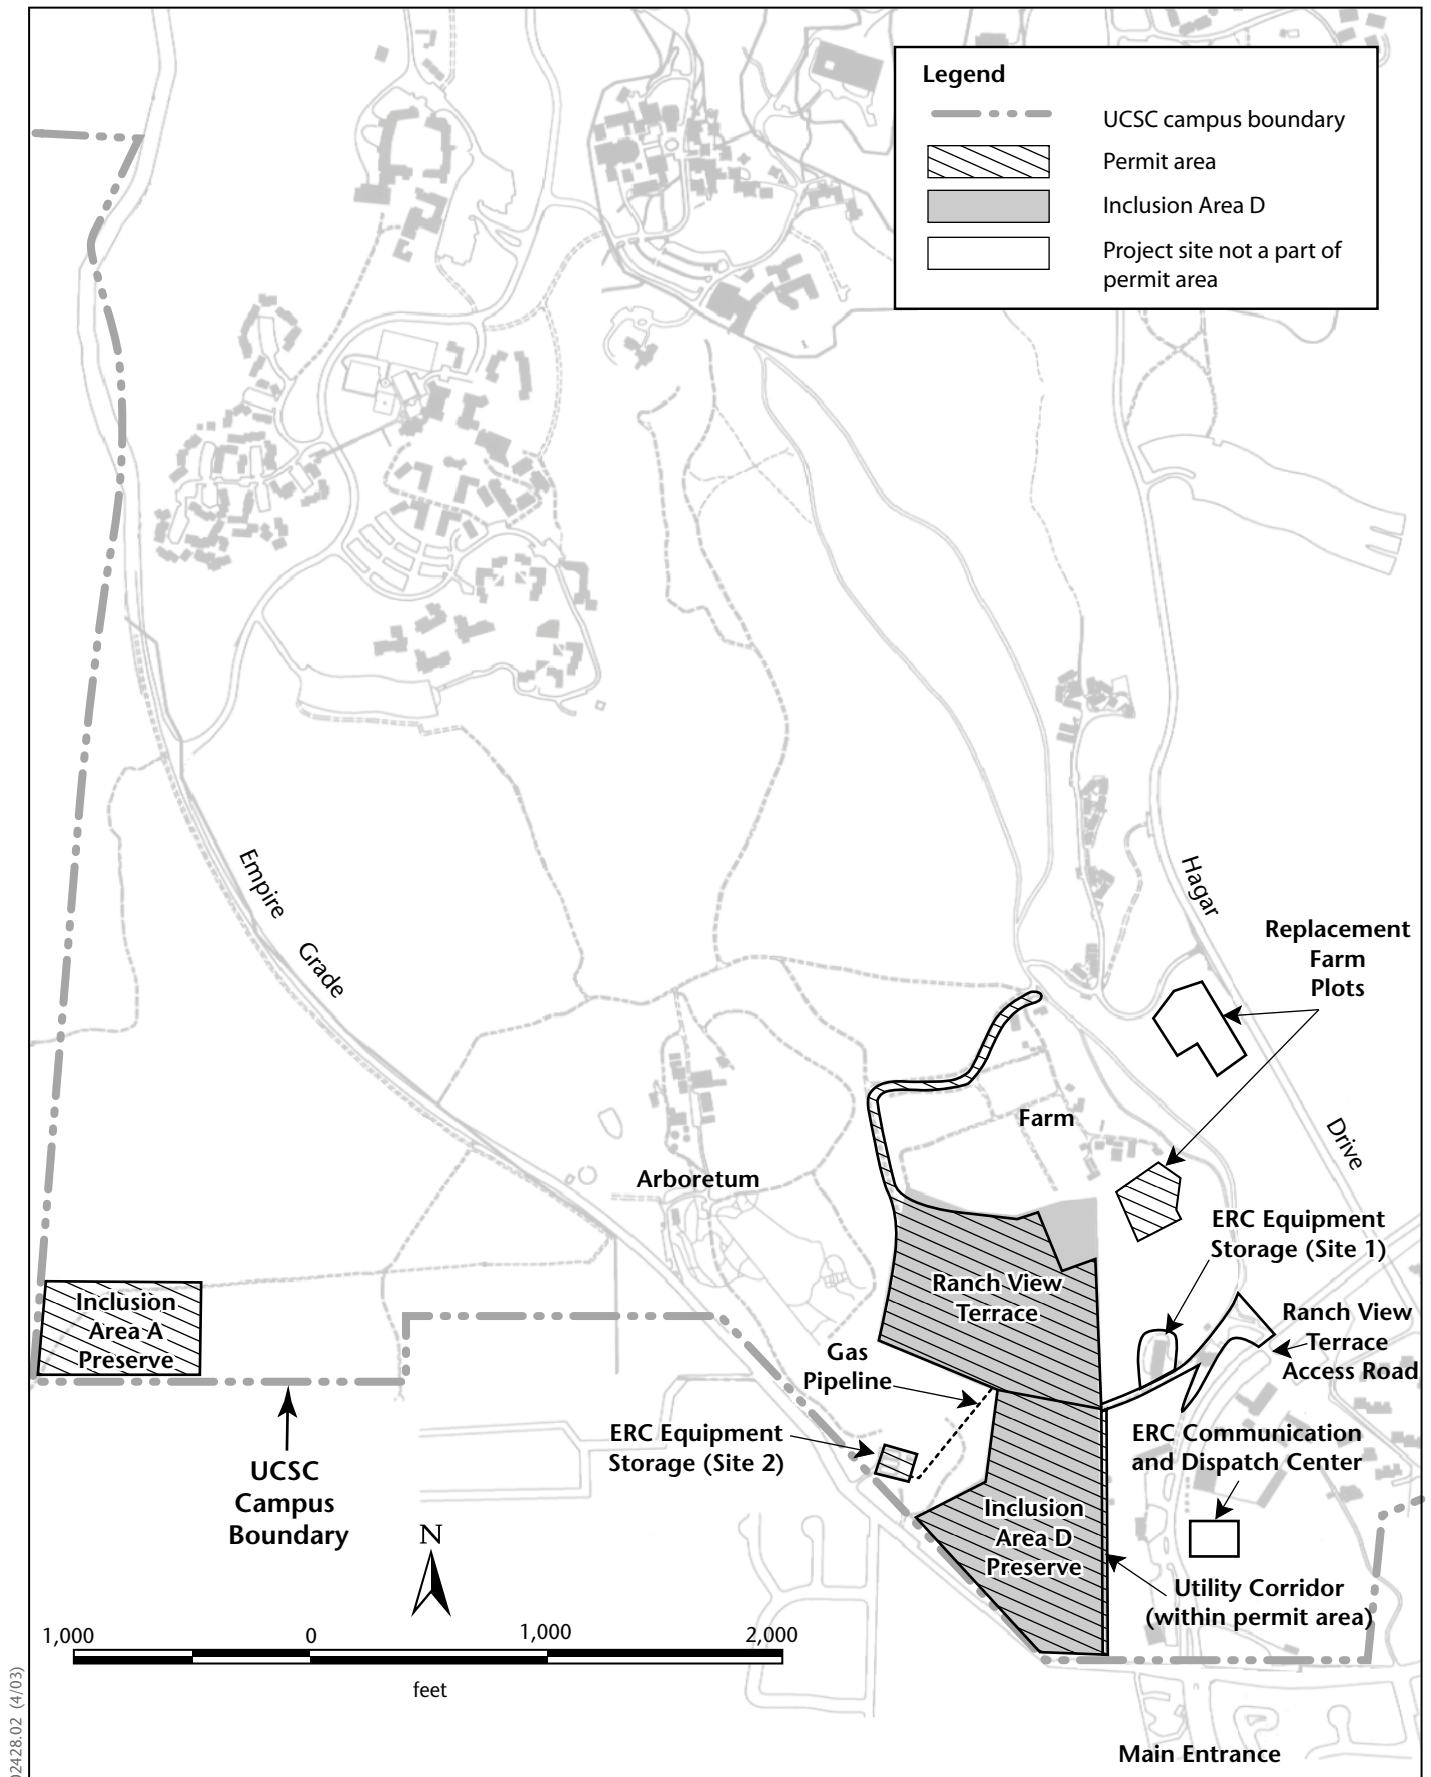 Legend
UCSC campus boundary
Permit area
Inclusion Area D
Project site not a part of
permit area
Empire
Grade
Hagar
Drive
Replacement
Farm
Plots
Farm
Arboretum
ERC Equipment
Storage (Site 1)
Inclusion
Area A
Preserve
Ranch View
Terrace
Ranch View
Terrace
Access Road
Gas
Pipeline
ERC Equipment
Storage (Site 2)
ERC Communication
and Dispatch Center
UCSC
Campus
Boundary
Inclusion
Area D
Preserve
Utility Corridor
(within permit area)
N
1,000 0 1,000 2,000
feet
Main Entrance
02428.02 (4/03)